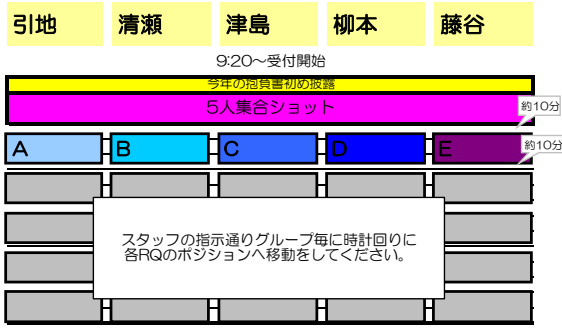 引地 清瀬 津島 柳本 藤谷
9:20～受付開始
今年の抱負書初め披露
5人集合ショット
約10分
A B C D E
約10分
スタッフの指示通りグループ毎に時計回りに
各RQのポジションへ移動をしてください。